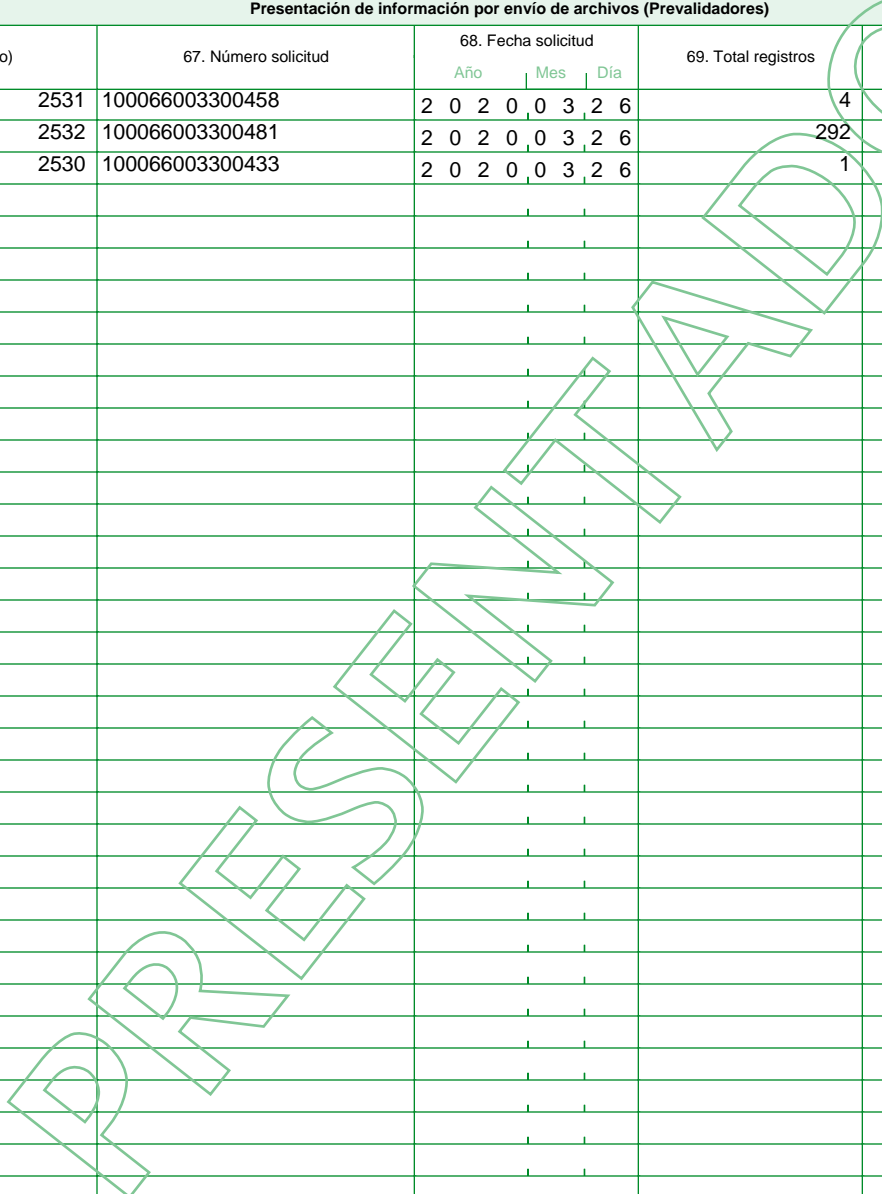 Presentación de información por envío de archivos (Prevalidadores)
o) 67. Número solicitud 68. Fecha solicitud 69. Total registros
Año Mes Día
2531 100066003300458 2 0 2 0 0 3 2 6 4
2532 100066003300481 2 0 2 0 0 3 2 6 292
2530 100066003300433 2 0 2 0 0 3 2 6 1
PRESENTADO